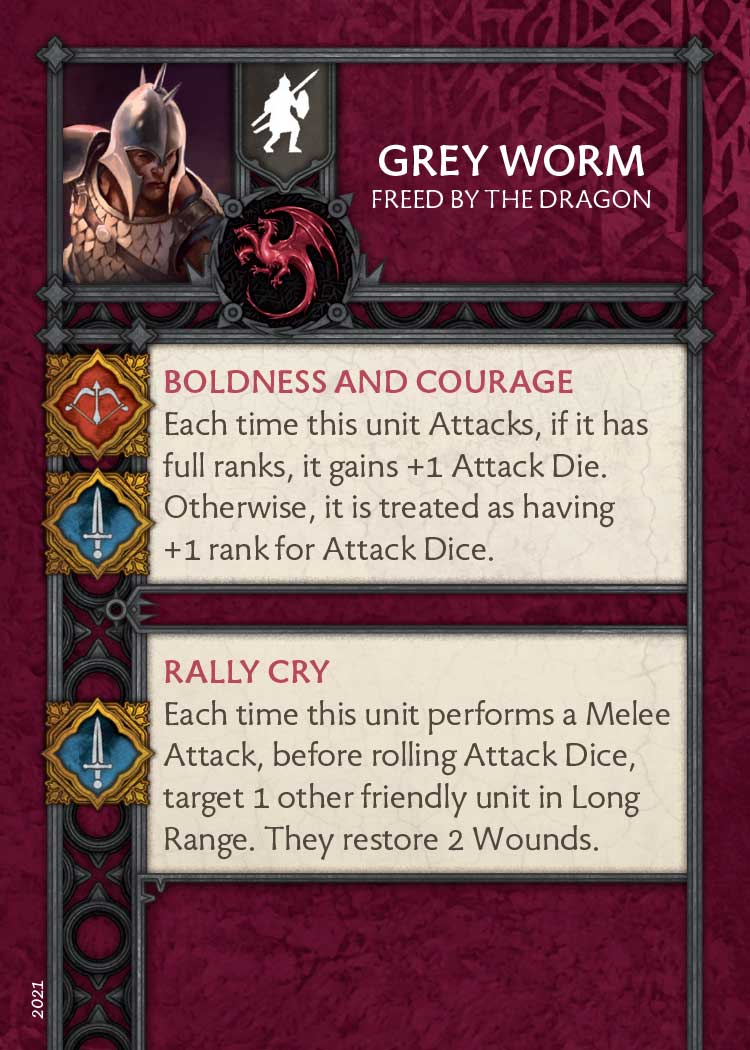 GREY WORM
FREED BY THE DRAGON
BOLDNESS AND COURAGE
Each time this unit Attacks, if it has
full ranks, it gains +1 Attack Die.
Otherwise, it is treated as having
+1 rank for Attack Dice.
RALLY CRY
Each time this unit performs a Melee
Attack, before rolling Attack Dice,
target 1 other friendly unit in Long
Range. They restore 2 Wounds.
2021